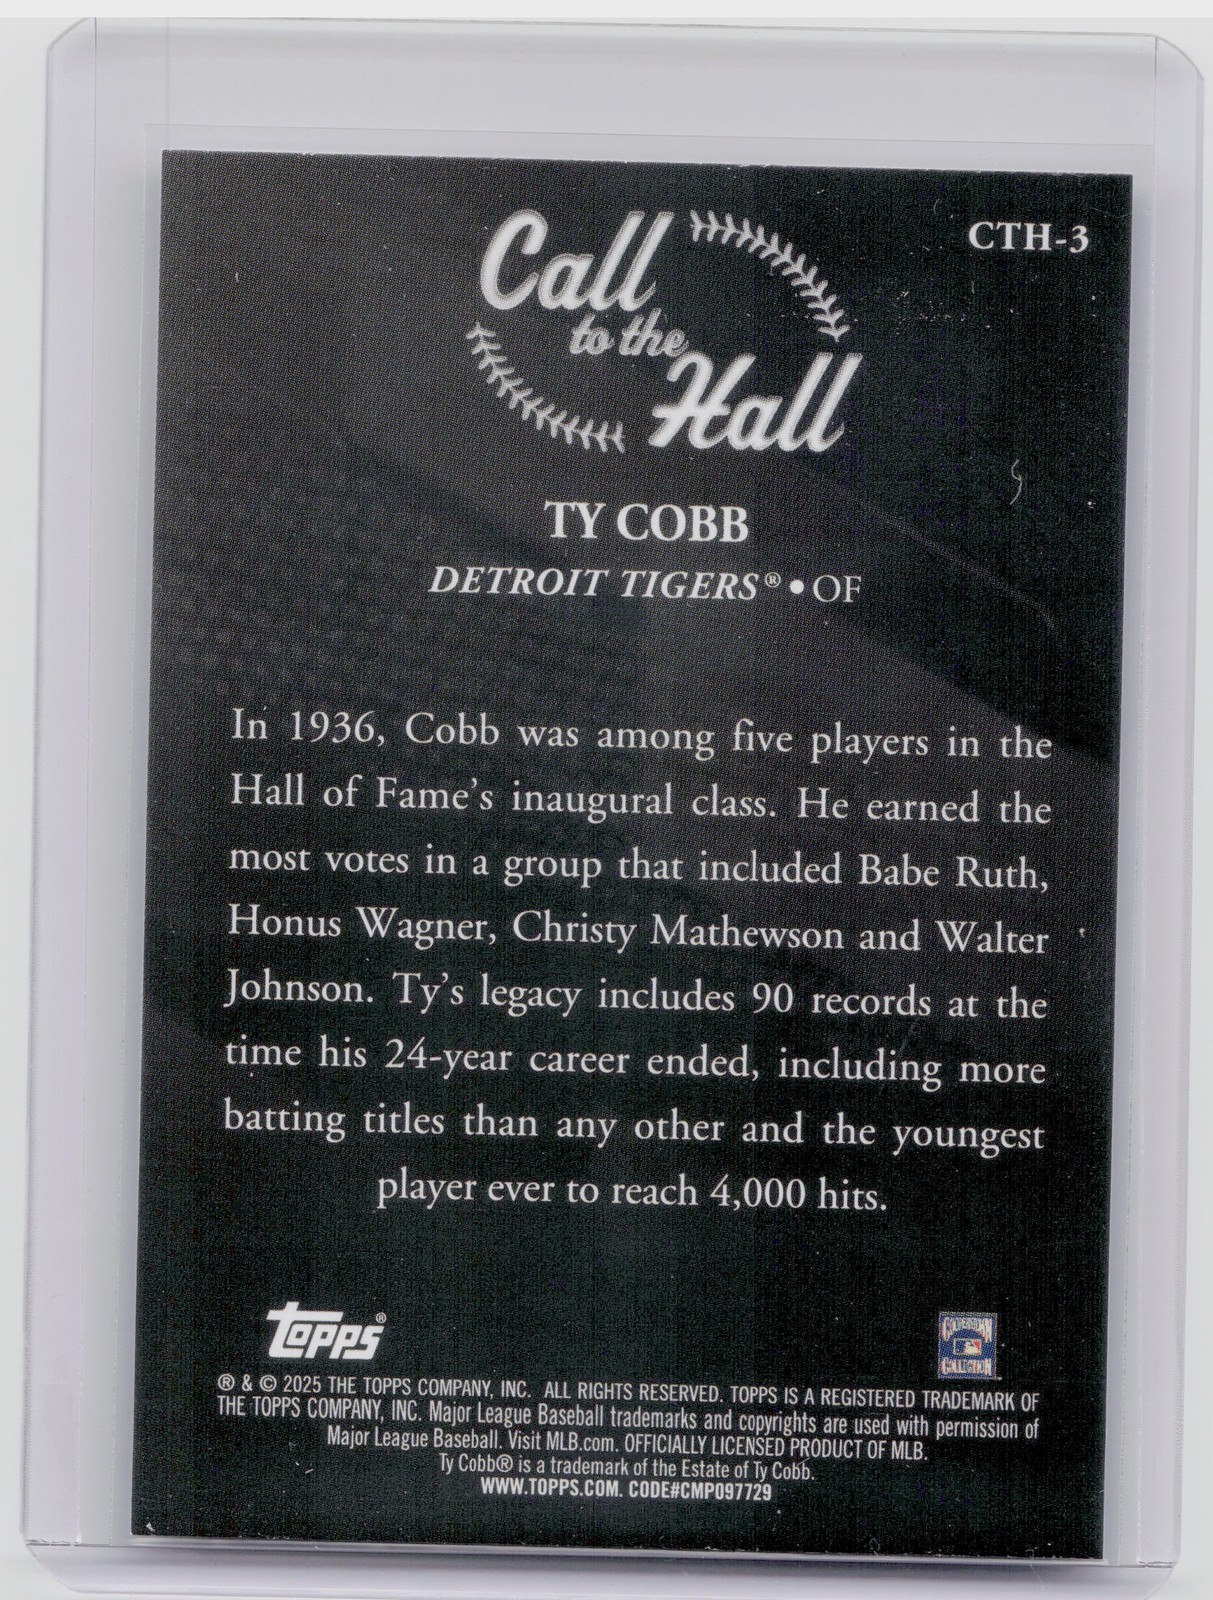 CTH-3
Call
to the
Hall
TY COBB
DETROIT TIGERS® • OF
In 1936, Cobb was among five players in the
Hall of Fame's inaugural class. He earned the
most votes in a group that included Babe Ruth,
Honus Wagner, Christy Mathewson and Walter
Johnson. Ty's legacy includes 90 records at the
time his 24-year career ended, including more
batting titles than any other and the youngest
player ever to reach 4,000 hits.
topps®
COOPERSTOWN
COLLECTION
® & © 2025 THE TOPPS COMPANY, INC. ALL RIGHTS RESERVED. TOPPS IS A REGISTERED TRADEMARK OF
THE TOPPS COMPANY, INC. Major League Baseball trademarks and copyrights are used with permission of
Major League Baseball. Visit MLB.com. OFFICIALLY LICENSED PRODUCT OF MLB.
Ty Cobb® is a trademark of the Estate of Ty Cobb.
WWW.TOPPS.COM. CODE#CMP097729